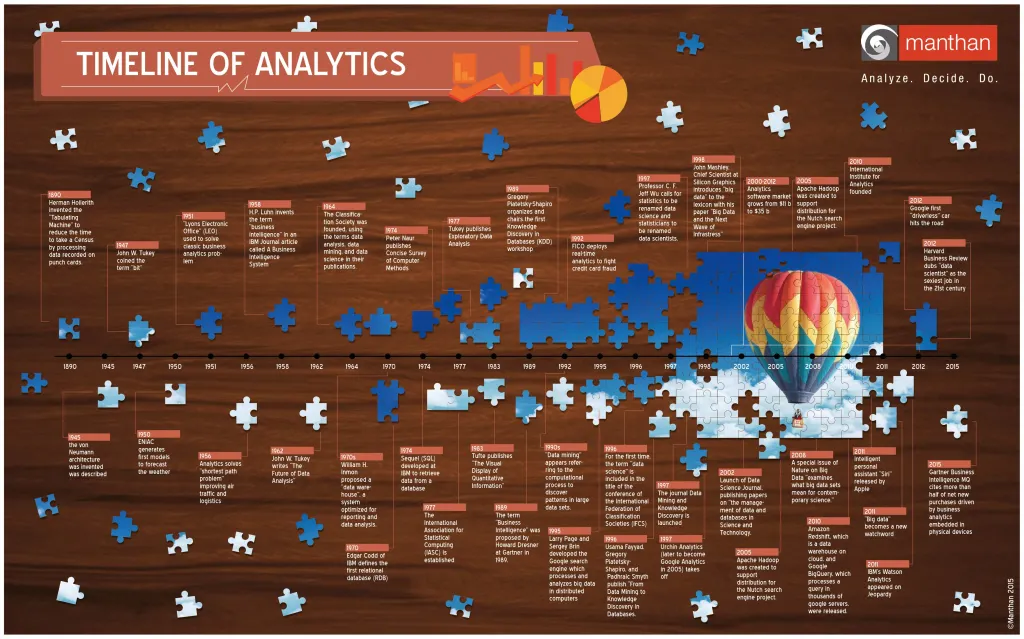 TIMELINE OF ANALYTICS
manthan
Analyze. Decide. Do.
1890
Herman Hollerith
invented the
"Tabulating
Machine" to
reduce the time
to take a Census
by processing
data recorded on
punch cards.
1947
John W. Tukey
coined the
term "bit"
1951
"Lyons Electronic
Office" (LEO)
used to solve
classic business
analytics prob-
lem
1958
H.P. Luhn invents
the term
"business
intelligence" in an
IBM Journal article
called A Business
Intelligence
System
1964
The Classifica-
tion Society was
founded, using
the terms data
analysis, data
mining, and data
science in their
publications.
1974
Peter Naur
publishes
Concise Survey
of Computer
Methods
1977
Tukey publishes
Exploratory Data
Analysis
1989
Gregory
Piatetsky-Shapiro
organizes and
chairs the first
Knowledge
Discovery in
Databases (KDD)
workshop
1992
FICO deploys
real-time
analytics to fight
credit card fraud
1997
Professor C. F.
Jeff Wu calls for
statistics to be
renamed data
science and
statisticians to
be renamed
data scientists.
1998
John Mashley,
Chief Scientist at
Silicon Graphics
introduces "big
data" to the
lexicon with his
paper "Big Data
and the Next
Wave of
Infrastress"
2000-2012
Analytics
software market
grows from $11 b
to $35 b
2005
Apache Hadoop
was created to
support
distribution for
the Nutch search
engine project.
2010
International
Institute for
Analytics
founded
2012
Google first
"driverless" car
hits the road
2012
Harvard
Business Review
dubs "data
scientist" as the
sexiest job in
the 21st century
1890 1945 1947 1950 1951 1956 1958 1962 1964 1970 1974 1977 1983 1989 1992 1995 1996 1997 1998 2002 2005 2008 2010 2011 2012 2015
1945
the von
Neumann
architecture
was invented
was described
1950
ENIAC
generates
first models
to forecast
the weather
1956
Analytics solves
"shortest path
problem"
improving air
traffic and
logistics
1962
John W. Tukey
writes "The
Future of Data
Analysis"
1970s
William H.
Inmon
proposed a
"data ware-
house", a
system
optimized for
reporting and
data analysis.
1970
Edgar Codd of
IBM defines the
first relational
database (RDB)
1974
Sequel (SQL)
developed at
IBM to retrieve
data from a
database
1977
The
International
Association for
Statistical
Computing
(IASC) is
established
1983
Tufte publishes
"The Visual
Display of
Quantitative
Information"
1989
The term
"Business
Intelligence" was
proposed by
Howard Dresner
at Gartner in
1989.
1990s
"Data mining"
appears refer-
ring to the
computational
process to
discover
patterns in large
data sets.
1995
Larry Page and
Sergey Brin
developed the
Google search
engine which
processes and
analyzes big data
in distributed
computers
1996
For the first time,
the term "data
science" is
included in the
title of the
conference of
the International
Federation of
Classification
Societies (IFCS)
1996
Usama Fayyad,
Gregory
Piatetsky-
Shapiro, and
Padhraic Smyth
publish "From
Data Mining to
Knowledge
Discovery in
Databases.
1997
The journal Data
Mining and
Knowledge
Discovery is
launched
1997
Urchin Analytics
(later to become
Google Analytics
in 2005) takes
off
2002
Launch of Data
Science Journal,
publishing papers
on "the manage-
ment of data and
databases in
Science and
Technology.
2005
Apache Hadoop
was created to
support
distribution for
the Nutch search
engine project.
2008
A special issue of
Nature on Big
Data "examines
what big data sets
mean for contem-
porary science."
2010
Amazon
Redshift, which
is a data
warehouse on
cloud, and
Google
BigQuery, which
processes a
query in
thousands of
google servers,
were released.
2011
Intelligent
personal
assistant "Siri"
released by
Apple
2011
"Big data"
becomes a new
watchword
2011
IBM's Watson
Analytics
appeared on
Jeopardy
2015
Gartner Business
Intelligence MQ
cites more than
half of net new
purchases driven
by business
analytics
embedded in
physical devices
©Manthan 2015